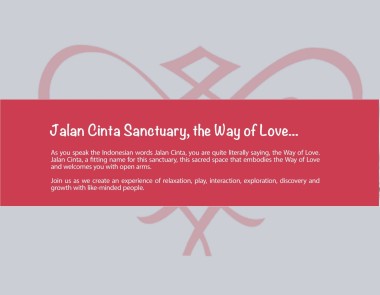 Jalan Cinta Sanctuary, the Way of Love...
As you speak the Indonesian words Jalan Cinta, you are quite literally saying, the Way of Love.
Jalan Cinta, a fitting name for this sanctuary, this sacred space that embodies the Way of Love
and welcomes you with open arms.
Join us as we create an experience of relaxation, play, interaction, exploration, discovery and
growth with like-minded people.